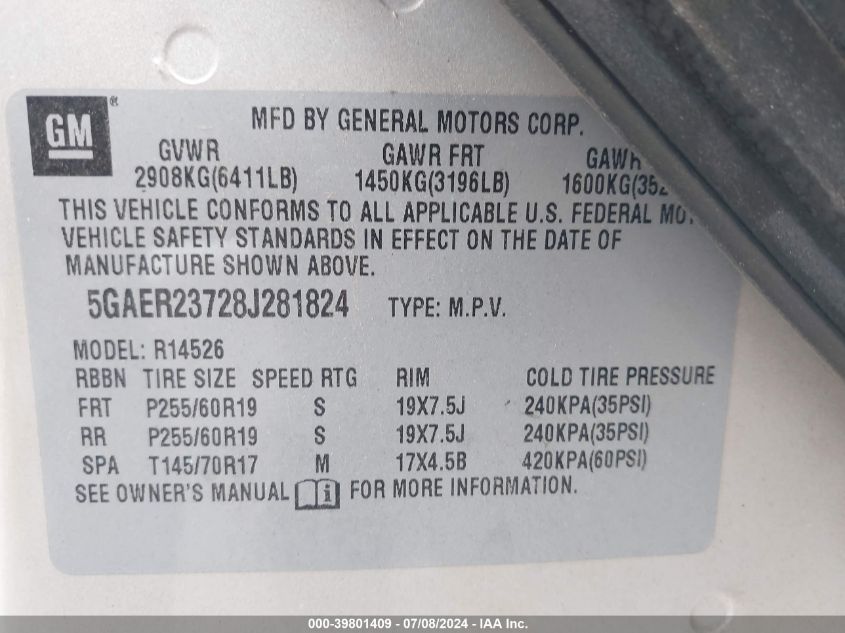 GM® MFD BY GENERAL MOTORS CORP.
GVWR GAWR FRT
2908KG(6411LB) 1450KG(3196LB)
THIS VEHICLE CONFORMS TO ALL APPLICABLE U.S. FEDERAL
VEHICLE SAFETY STANDARDS IN EFFECT ON THE DATE OF
MANUFACTURE SHOWN ABOVE.
5GAER23728J281824 TYPE: M.P.V.
MODEL: R14526
RBBN TIRE SIZE SPEED RTG RIM COLD TIRE PRESSURE
FRT P255/60R19 S 19X7.5J 240KPA(35PSI)
RR P255/60R19 S 19X7.5J 240KPA(35PSI)
SPA T145/70R17 M 17X4.5B 420KPA(60PSI)
SEE OWNER'S MANUAL i FOR MORE INFORMATION.
000-39801409 - 07/08/2024 - IAA Inc.